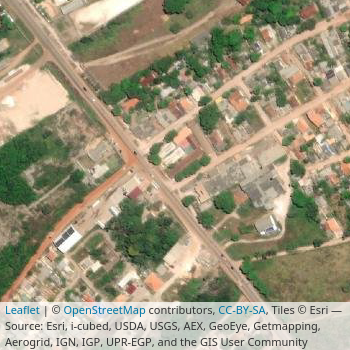 Leaflet | © OpenStreetMap contributors, CC-BY-SA, Tiles © Esri —
Source: Esri, i-cubed, USDA, USGS, AEX, GeoEye, Getmapping,
Aerogrid, IGN, IGP, UPR-EGP, and the GIS User Community